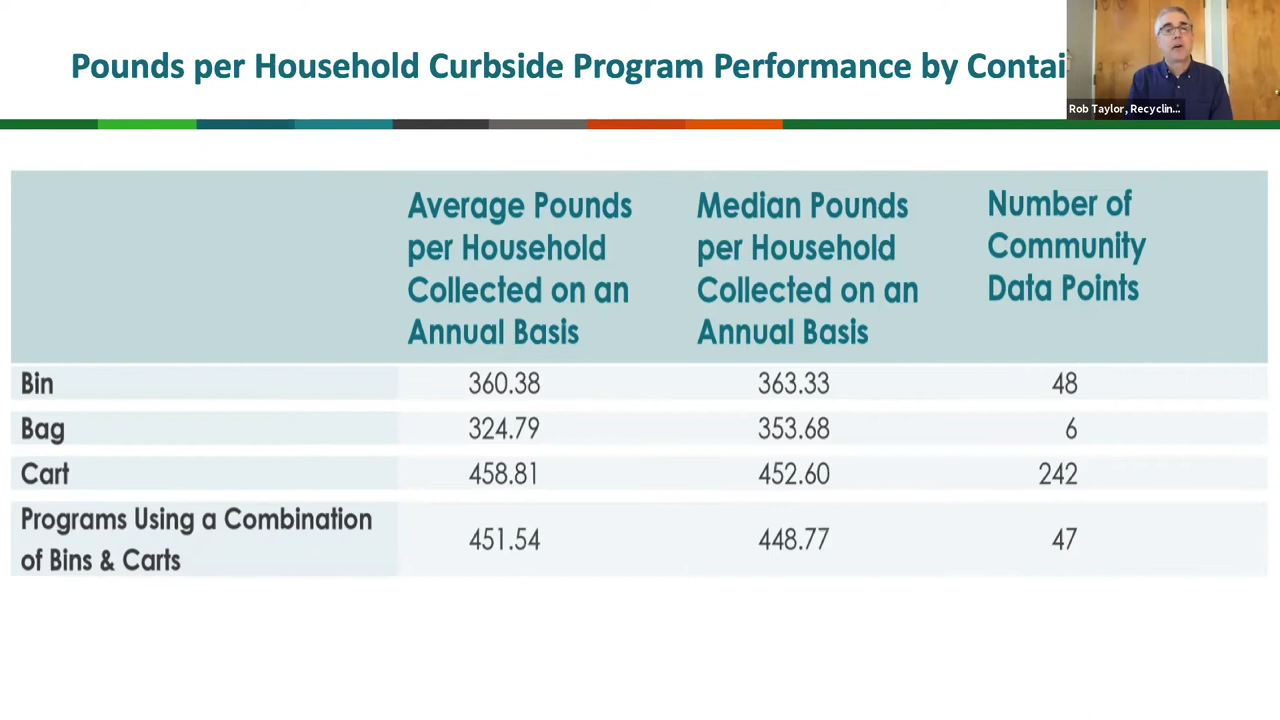 Pounds per Household Curbside Program Performance by Contai
Rob Taylor, Recyclin...
Average Pounds
per Household
Collected on an
Annual Basis
Median Pounds
per Household
Collected on an
Annual Basis
Number of
Community
Data Points
Bin 360.38 363.33 48
Bag 324.79 353.68 6
Cart 458.81 452.60 242
Programs Using a Combination
of Bins & Carts 451.54 448.77 47